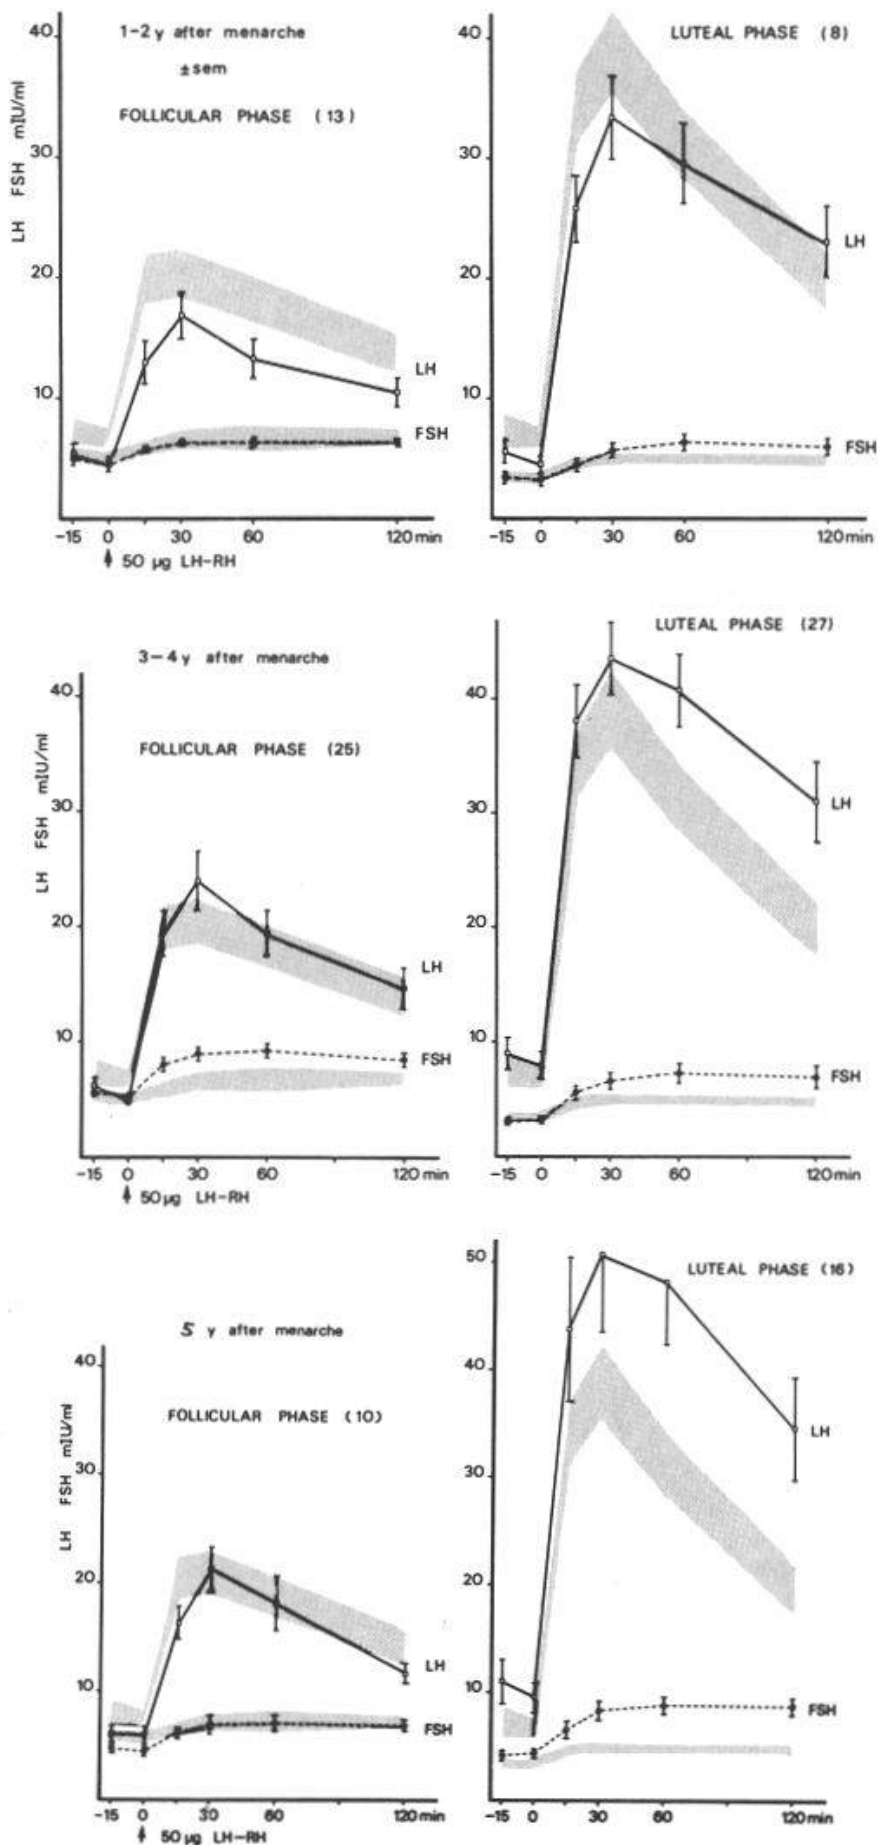 1-2 y after menarche
±sem
FOLLICULAR PHASE (13)
LH FSH mIU/ml
40
30
20
10
LH
FSH
-15 0 30 60 120 min
50 µg LH-RH
LUTEAL PHASE (8)
40
30
20
10
LH
FSH
-15 0 30 60 120 min
3-4 y after menarche
FOLLICULAR PHASE (25)
LH FSH mIU/ml
40
30
20
10
LH
FSH
-15 0 30 60 120 min
50 µg LH-RH
LUTEAL PHASE (27)
40
30
20
10
LH
FSH
-15 0 30 60 120 min
5 y after menarche
FOLLICULAR PHASE (10)
LH FSH mIU/ml
40
30
20
10
LH
FSH
-15 0 30 60 120 min
50 µg LH-RH
LUTEAL PHASE (16)
50
40
30
20
10
LH
FSH
-15 0 30 60 120 min